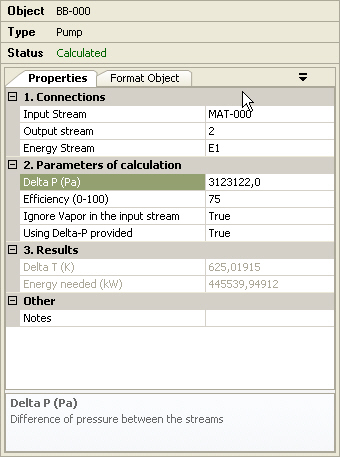 Object BB-000
Type Pump
Status Calculated
Properties Format Object
1. Connections
Input Stream MAT-000
Output stream 2
Energy Stream E1
2. Parameters of calculation
Delta P (Pa) 3123122,0
Efficiency (0-100) 75
Ignore Vapor in the input stream True
Using Delta-P provided True
3. Results
Delta T (K) 625,01915
Energy needed (kW) 445539,94912
Other
Notes
Delta P (Pa)
Difference of pressure between the streams